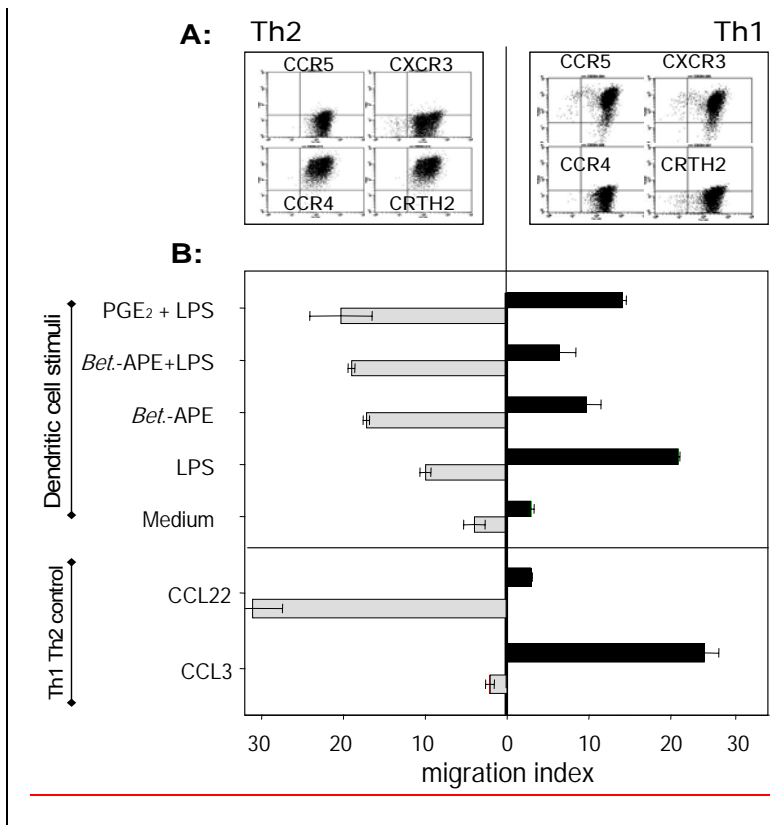 A: Th2 Th1
CCR5 CXCR3
CCR4 CRTH2
CCR5 CXCR3
CCR4 CRTH2
B:
Dendritic cell stimuli
PGE2 + LPS
Bet.-APE+LPS
Bet.-APE
LPS
Medium
Th1 Th2 control
CCL22
CCL3
30 20 10 0 10 20 30
migration index